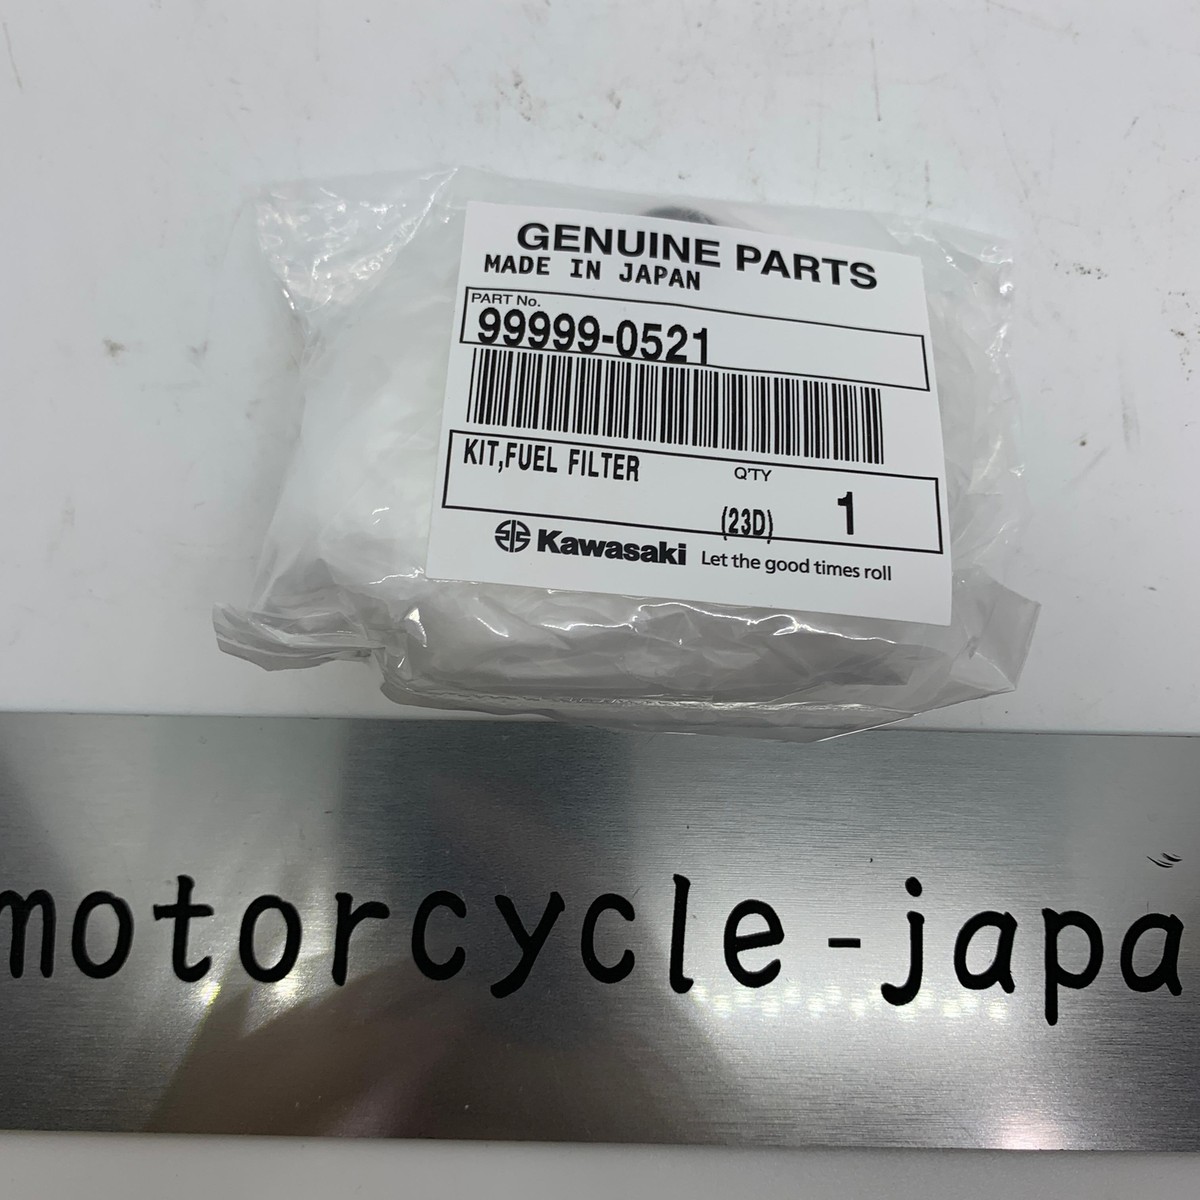 GENUINE PARTS
MADE IN JAPAN
PART No.
99999-0521
KIT,FUEL FILTER
Q'TY
(23D) 1
Kawasaki Let the good times roll
motorcycle-japa